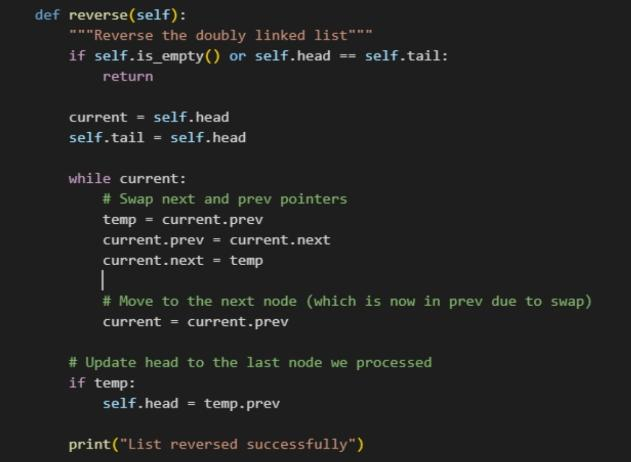 def reverse(self):
    """Reverse the doubly linked list"""
    if self.is_empty() or self.head == self.tail:
        return

    current = self.head
    self.tail = self.head

    while current:
        # Swap next and prev pointers
        temp = current.prev
        current.prev = current.next
        current.next = temp

        # Move to the next node (which is now in prev due to swap)
        current = current.prev

    # Update head to the last node we processed
    if temp:
        self.head = temp.prev

    print("List reversed successfully")